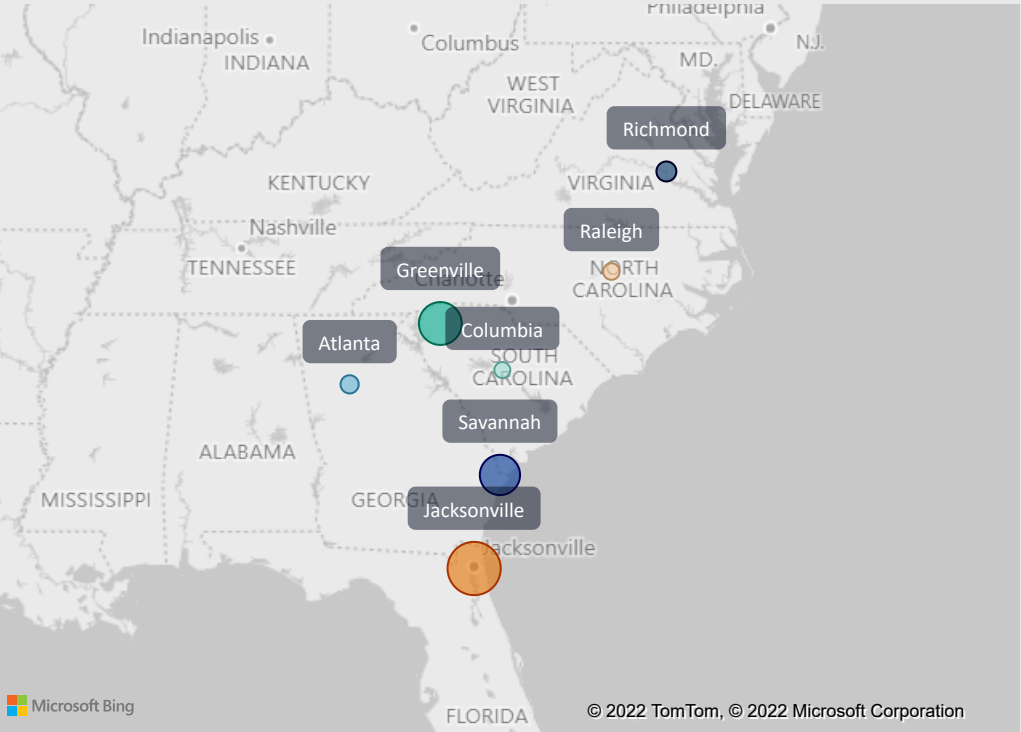 Philadelphia
Indianapolis
Columbus
N.J.
INDIANA
MD.
WEST
VIRGINIA
DELAWARE
Richmond
KENTUCKY
VIRGINIA
Nashville
Raleigh
TENNESSEE
Greenville
Charlotte
NORTH
CAROLINA
Columbia
Atlanta
SOUTH
CAROLINA
Savannah
ALABAMA
MISSISSIPPI
GEORGIA
Jacksonville
Jacksonville
Microsoft Bing
© 2022 TomTom, © 2022 Microsoft Corporation
FLORIDA